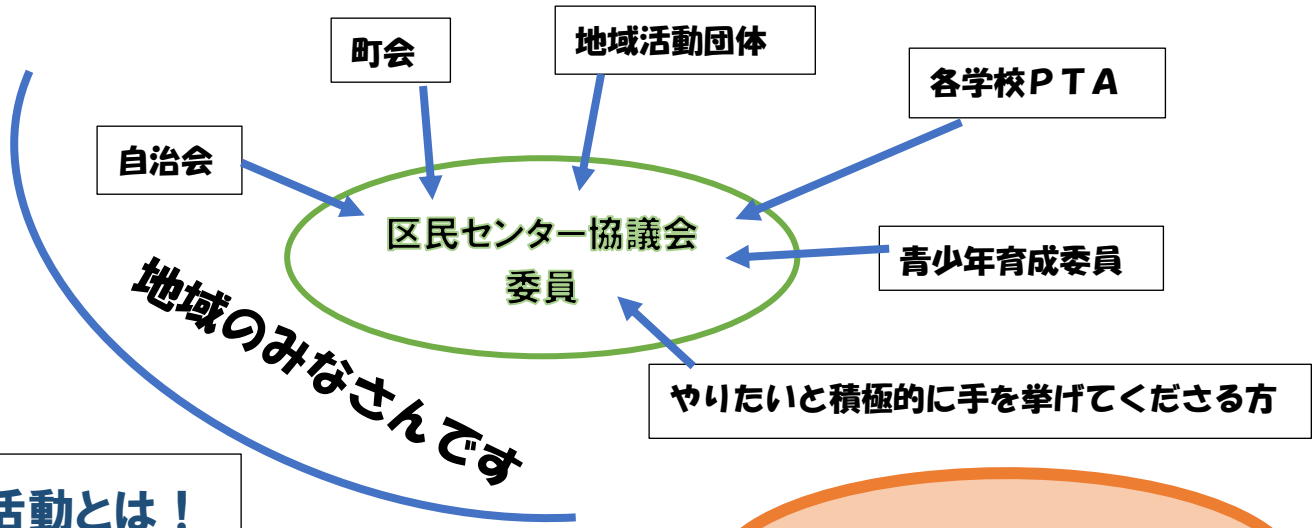 町会
地域活動団体
各学校PTA
自治会
区民センター協議会
委員
青少年育成委員
地域のみなさんです
やりたいと積極的に手を挙げてくださる方
活動とは！